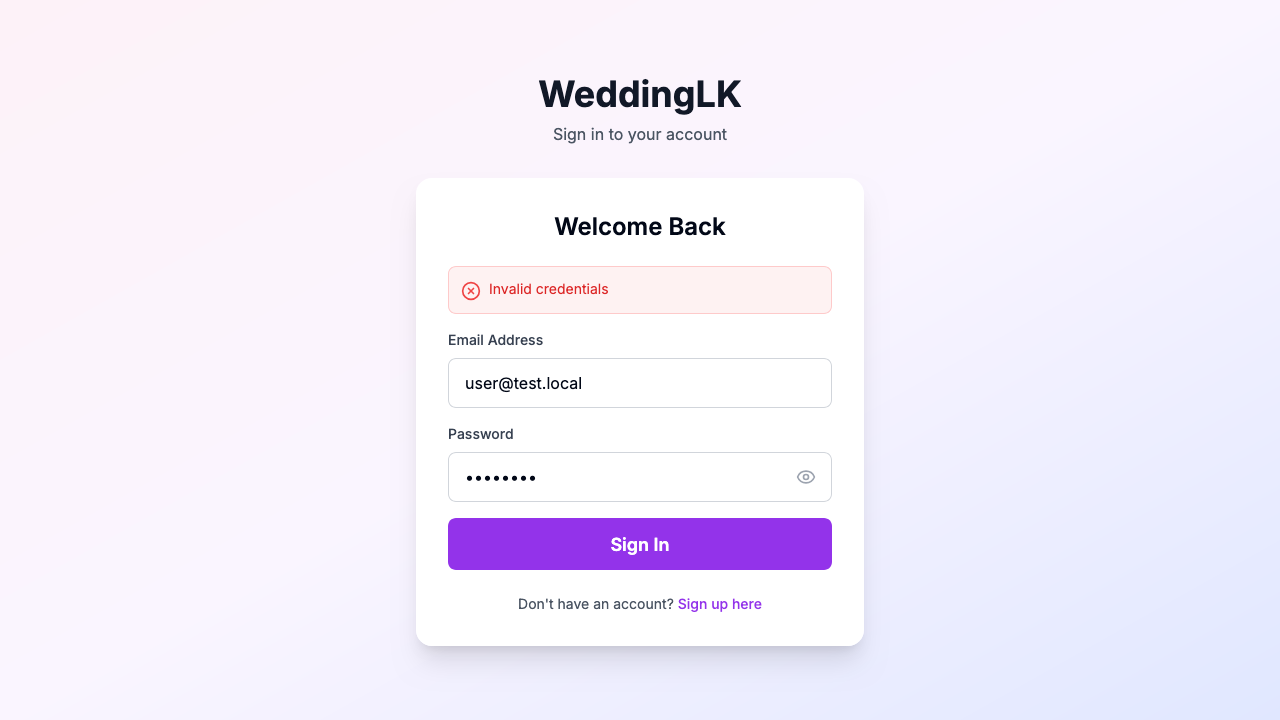 WeddingLK
Sign in to your account
Welcome Back
Invalid credentials
Email Address
user@test.local
Password
••••••••
Sign In
Don't have an account? Sign up here